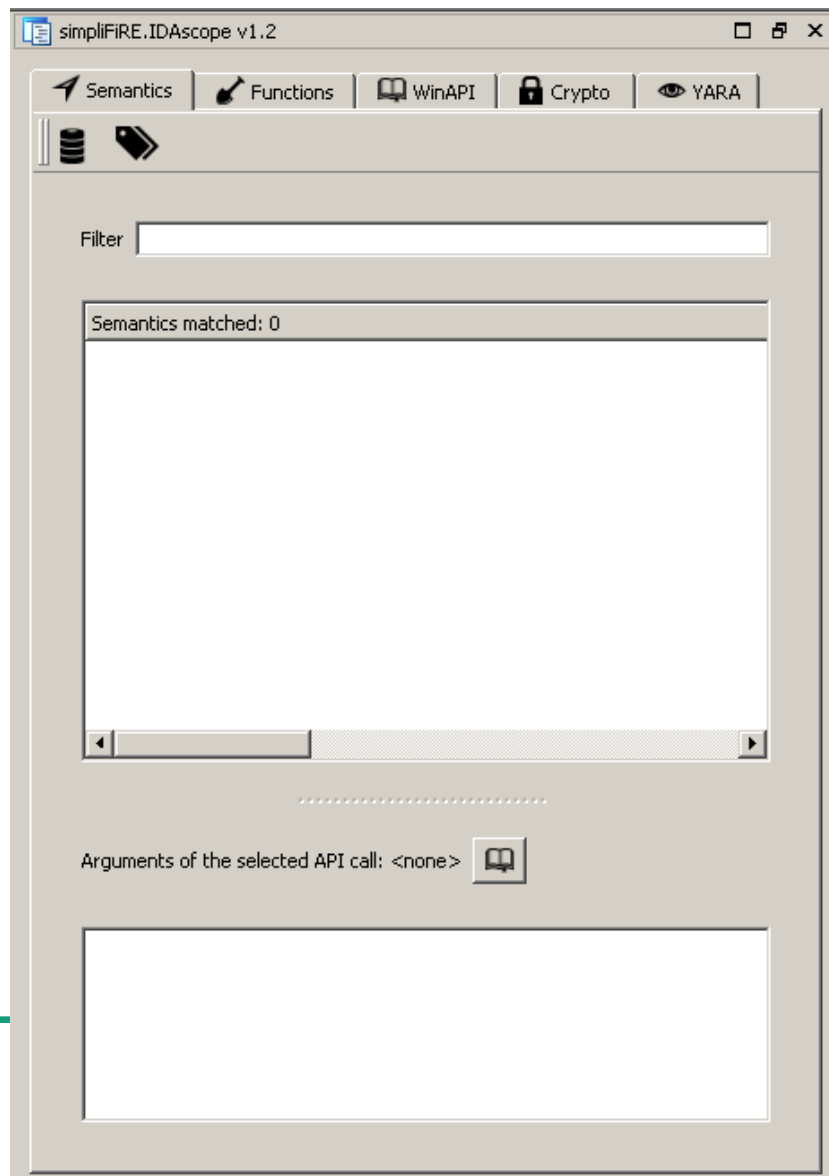 simpliFiRE.IDAscope v1.2
Semantics Functions WinAPI Crypto YARA
Filter
Semantics matched: 0
Arguments of the selected API call: <none>